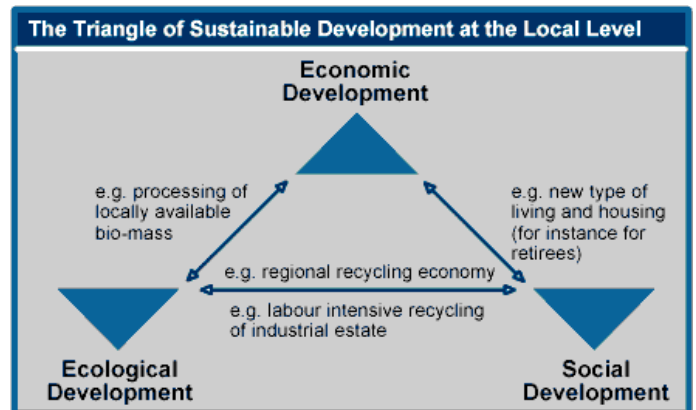 The Triangle of Sustainable Development at the Local Level
Economic
Development
e.g. processing of
locally available
bio-mass
e.g. new type of
living and housing
(for instance for
retirees)
e.g. regional recycling economy
e.g. labour intensive recycling
of industrial estate
Ecological
Development
Social
Development